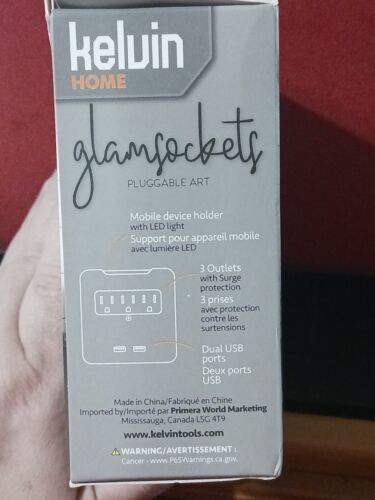 kelvin
HOME
glamsockets
PLUGGABLE ART
Mobile device holder
with LED light
Support pour appareil mobile
avec lumière LED
3 Outlets
with Surge
protection
3 prises
avec protection
contre les
surtensions
Dual USB
ports
Deux ports
USB
Made in China/Fabriqué en Chine
Imported by/Importé par Primera World Marketing
Mississauga, Canada L5G 4T9
www.kelvintools.com
WARNING/AVERTISSEMENT :
Cancer - www.P65Warnings.ca.gov.